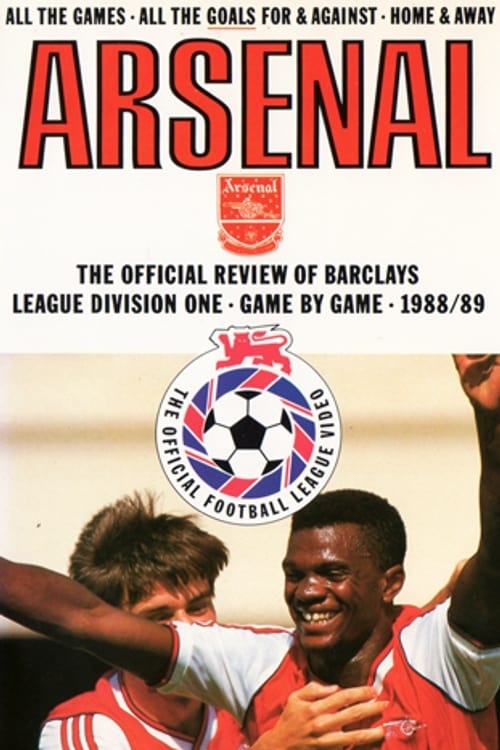 ALL THE GAMES · ALL THE GOALS FOR & AGAINST · HOME & AWAY
ARSENAL
Arsenal
THE OFFICIAL REVIEW OF BARCLAYS
LEAGUE DIVISION ONE · GAME BY GAME · 1988/89
THE OFFICIAL FOOTBALL LEAGUE VIDEO